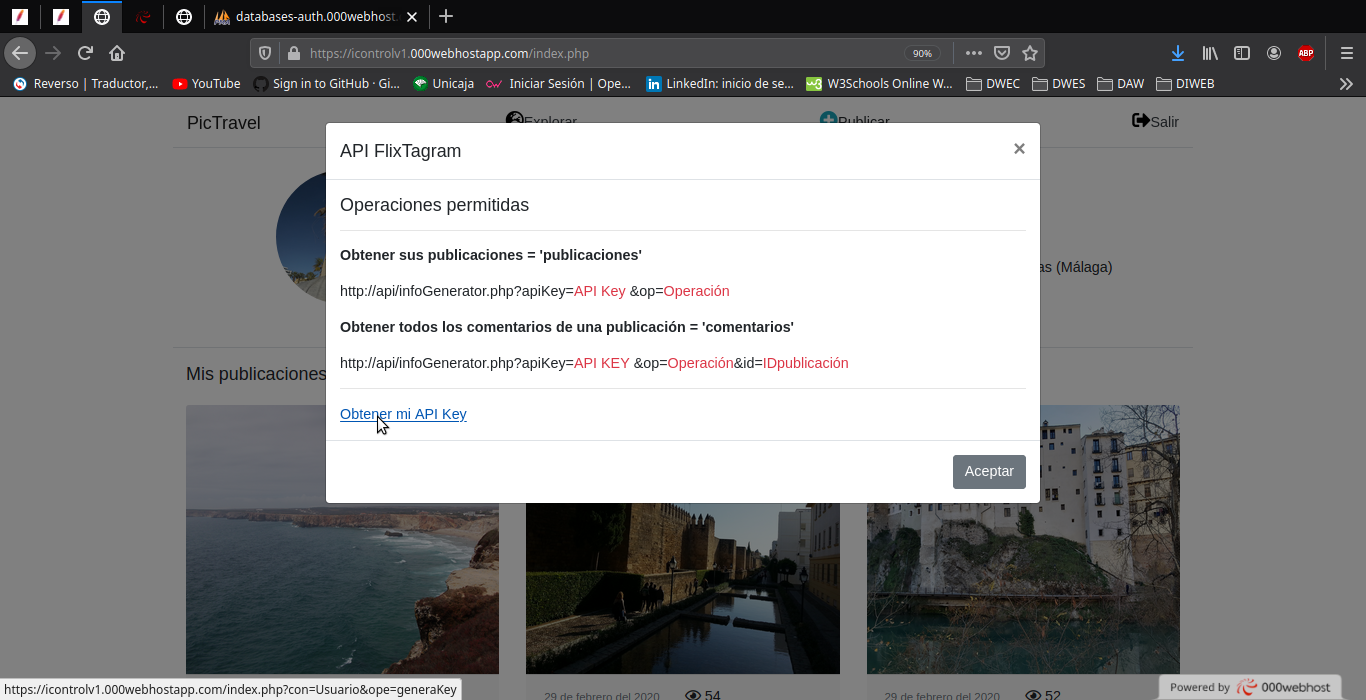 databases-auth.000webhost.
https://icontrolv1.000webhostapp.com/index.php
90%
ABP
Reverso | Traductor,...
YouTube
Sign in to GitHub · Gi...
Unicaja
Iniciar Sesión | Ope...
LinkedIn: inicio de se...
W3Schools Online W...
DWEC
DWES
DAW
DIWEB
PicTravel
Explorar
Publicar
Salir
API FlixTagram
×
Operaciones permitidas
Obtener sus publicaciones = 'publicaciones'
http://api/infoGenerator.php?apiKey=API Key &op=Operación
Obtener todos los comentarios de una publicación = 'comentarios'
http://api/infoGenerator.php?apiKey=API KEY &op=Operación&id=IDpublicación
Obtener mi API Key
Aceptar
as (Málaga)
Mis publicaciones
29 de febrero del 2020
54
29 de febrero del 2020
52
https://icontrolv1.000webhostapp.com/index.php?con=Usuario&ope=generaKey
Powered by 000webhost